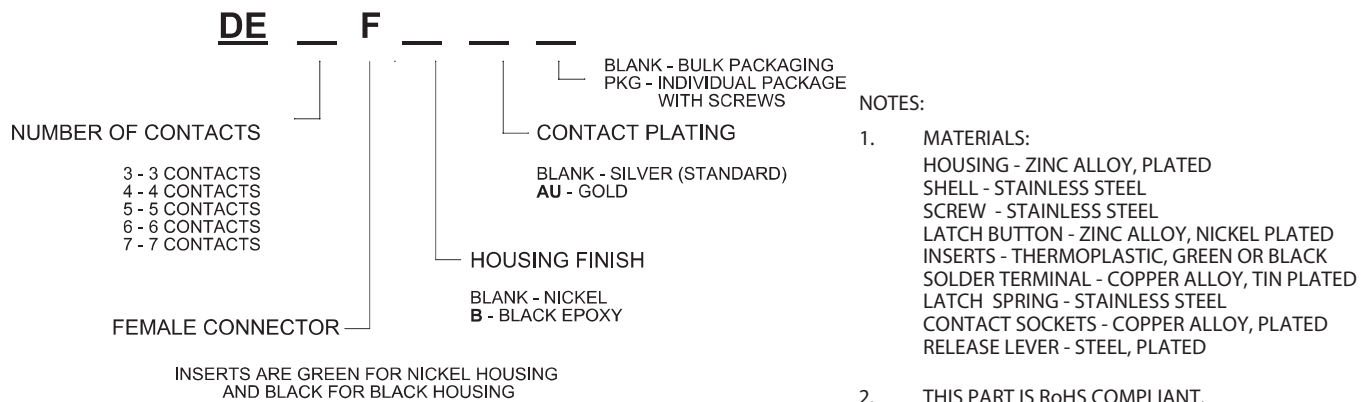 DE __ F __ __ __
BLANK - BULK PACKAGING
PKG - INDIVIDUAL PACKAGE
WITH SCREWS
NUMBER OF CONTACTS
3 - 3 CONTACTS
4 - 4 CONTACTS
5 - 5 CONTACTS
6 - 6 CONTACTS
7 - 7 CONTACTS
CONTACT PLATING
BLANK - SILVER (STANDARD)
AU - GOLD
HOUSING FINISH
BLANK - NICKEL
B - BLACK EPOXY
FEMALE CONNECTOR
INSERTS ARE GREEN FOR NICKEL HOUSING
AND BLACK FOR BLACK HOUSING
NOTES:
1. MATERIALS:
HOUSING - ZINC ALLOY, PLATED
SHELL - STAINLESS STEEL
SCREW - STAINLESS STEEL
LATCH BUTTON - ZINC ALLOY, NICKEL PLATED
INSERTS - THERMOPLASTIC, GREEN OR BLACK
SOLDER TERMINAL - COPPER ALLOY, TIN PLATED
LATCH SPRING - STAINLESS STEEL
CONTACT SOCKETS - COPPER ALLOY, PLATED
RELEASE LEVER - STEEL, PLATED
2. THIS PART IS RoHS COMPLIANT.